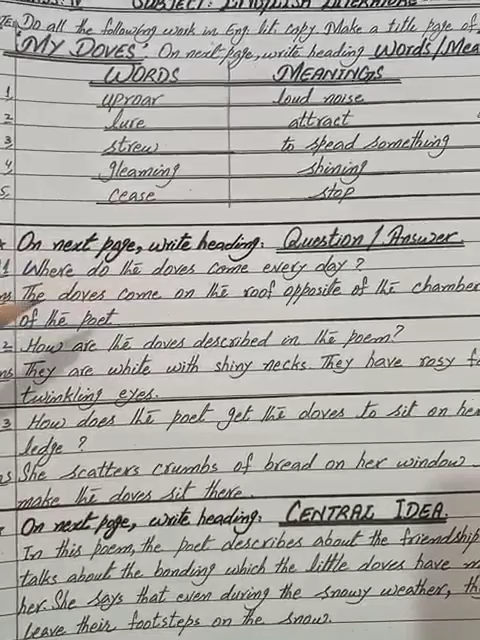 SUBJECT: ENGLISH LITERATURE
Do all the following work in Eng. lit. copy. Make a title page of
'MY DOVES'. On next page, write heading Words/Mea
WORDS MEANINGS
1 uproar loud noise
2 lure attract
3 strew to spead something
4 gleaming shining
5. cease stop
On next page, write heading: Question/Answer
1 Where do the doves come every day?
ns The doves come on the roof opposite of the chamber
of the poet
2 How are the doves described in the poem?
ns They are white with shiny necks. They have rosy f
twinkling eyes.
3 How does the poet get the doves to sit on her
ledge?
s She scatters crumbs of bread on her window
make the doves sit there.
On next page, write heading: CENTRAL IDEA.
In this poem, the poet describes about the friendship
talks about the bonding which the little doves have m
her. She says that even during the snowy weather, th
leave their footsteps on the snow.